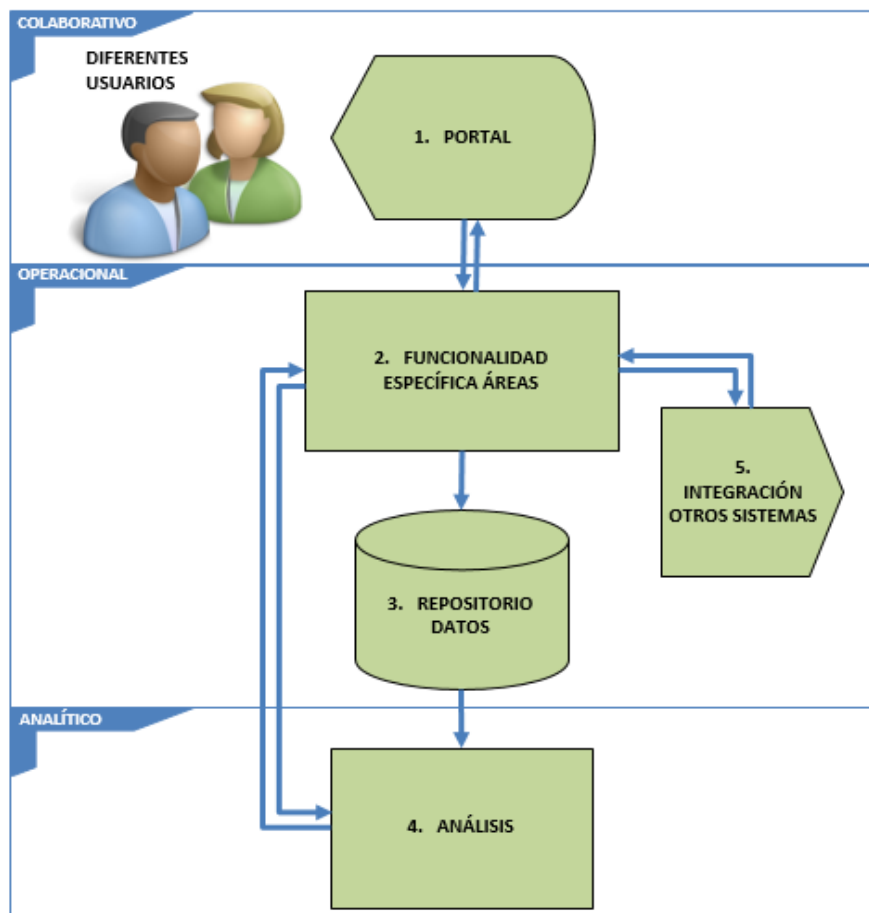 COLABORATIVO
DIFERENTES
USUARIOS
1. PORTAL
OPERACIONAL
2. FUNCIONALIDAD
ESPECÍFICA ÁREAS
5.
INTEGRACIÓN
OTROS SISTEMAS
3. REPOSITORIO
DATOS
ANALÍTICO
4. ANÁLISIS